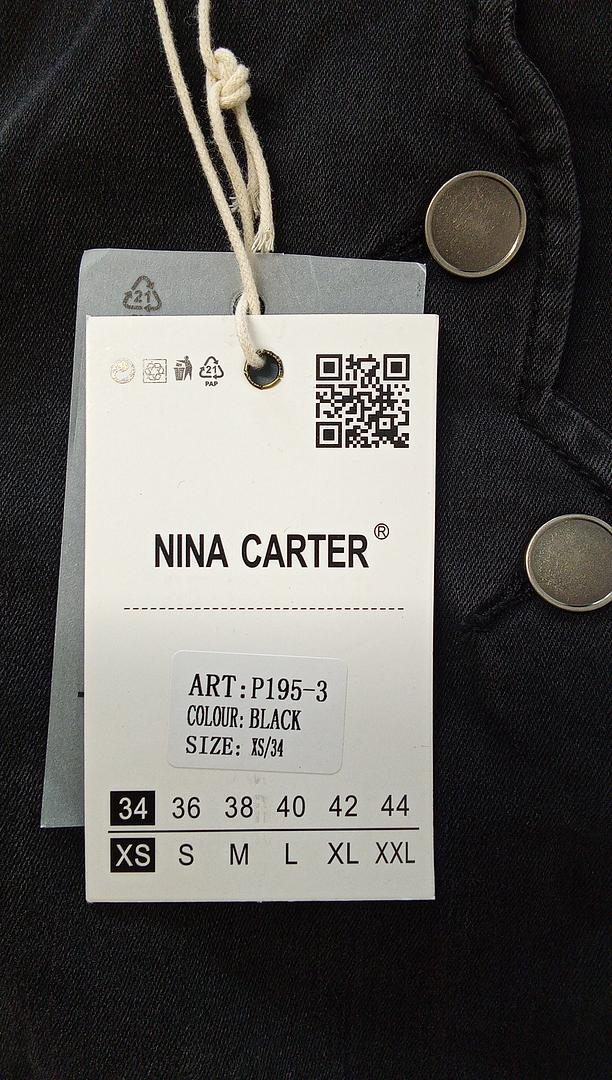 21
21
PAP
NINA CARTER®
ART:P195-3
COLOUR: BLACK
SIZE: XS/34
34 36 38 40 42 44
XS S M L XL XXL